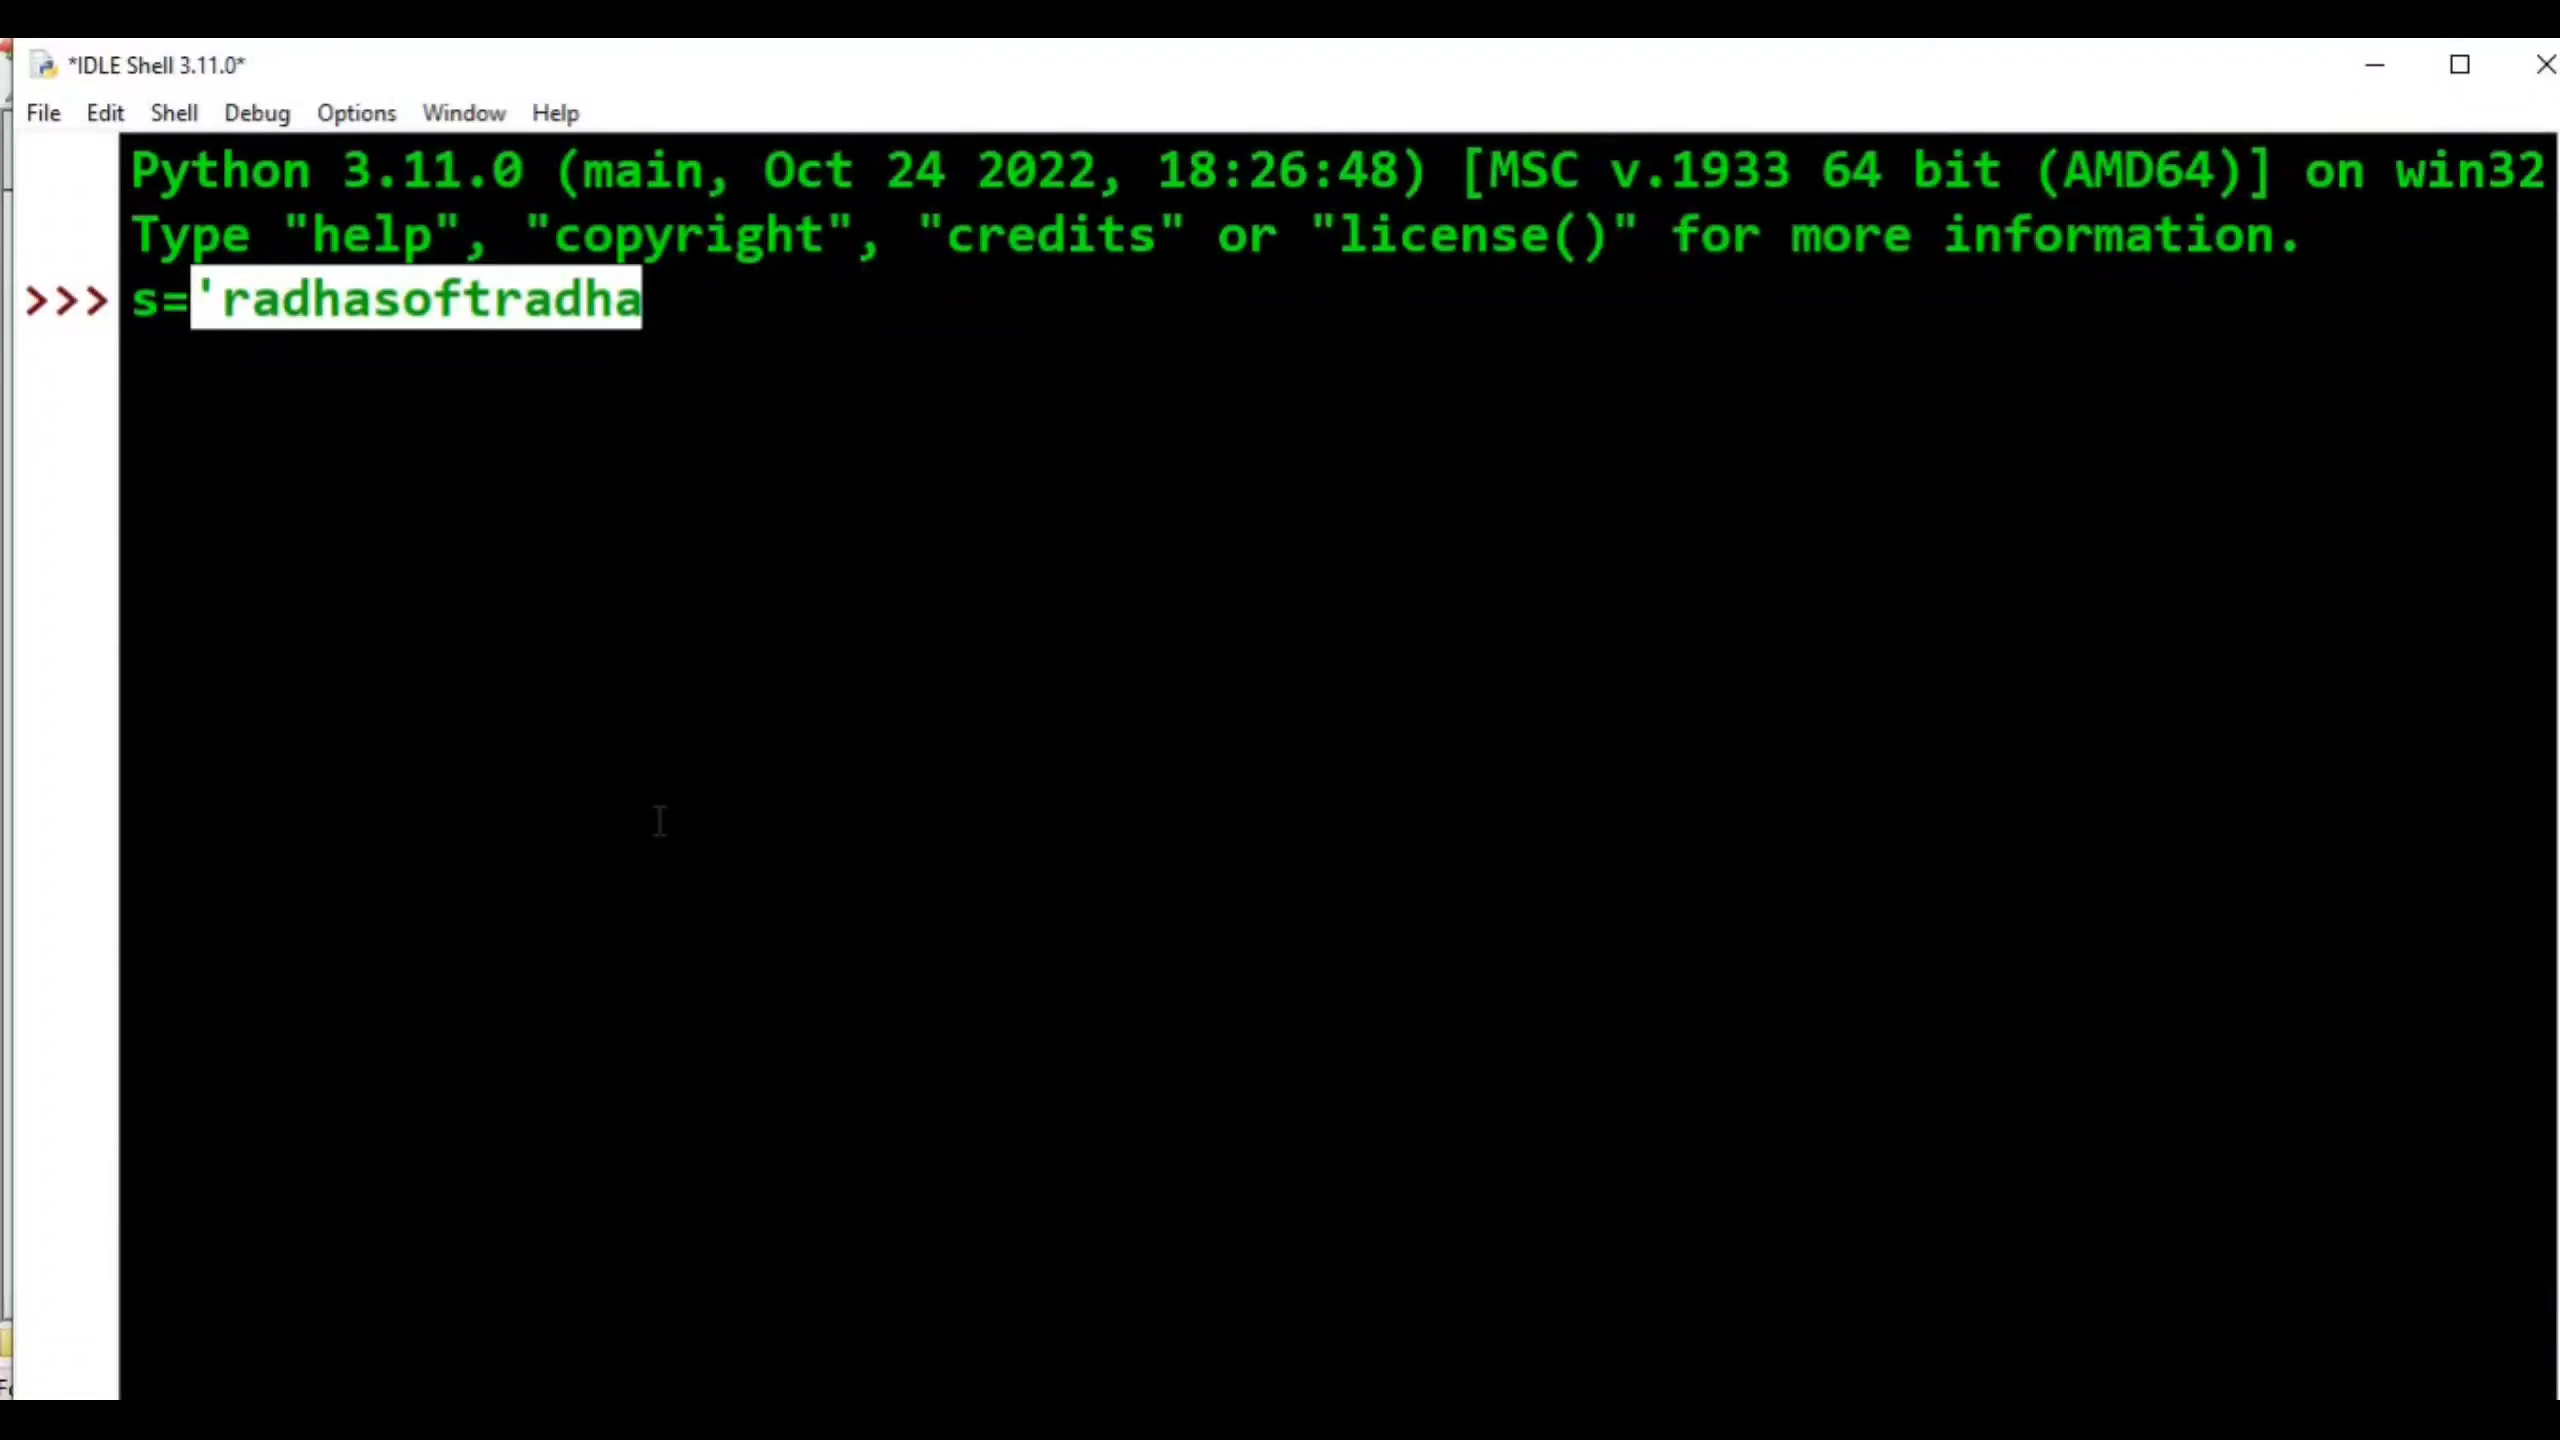 *IDLE Shell 3.11.0*
File Edit Shell Debug Options Window Help
Python 3.11.0 (main, Oct 24 2022, 18:26:48) [MSC v.1933 64 bit (AMD64)] on win32
Type "help", "copyright", "credits" or "license()" for more information.
>>> s='radhasoftradha